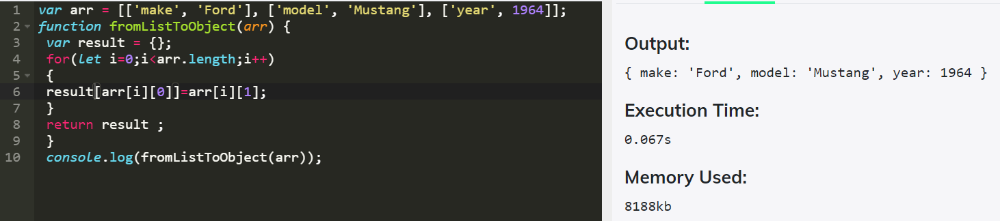 1 var arr = [['make', 'Ford'], ['model', 'Mustang'], ['year', 1964]];
2 function fromListToObject(arr) {
3 var result = {};
4 for(let i=0;i<arr.length;i++)
5 {
6 result[arr[i][0]]=arr[i][1];
7 }
8 return result ;
9 }
10 console.log(fromListToObject(arr));
Output:
{ make: 'Ford', model: 'Mustang', year: 1964 }
Execution Time:
0.067s
Memory Used:
8188kb